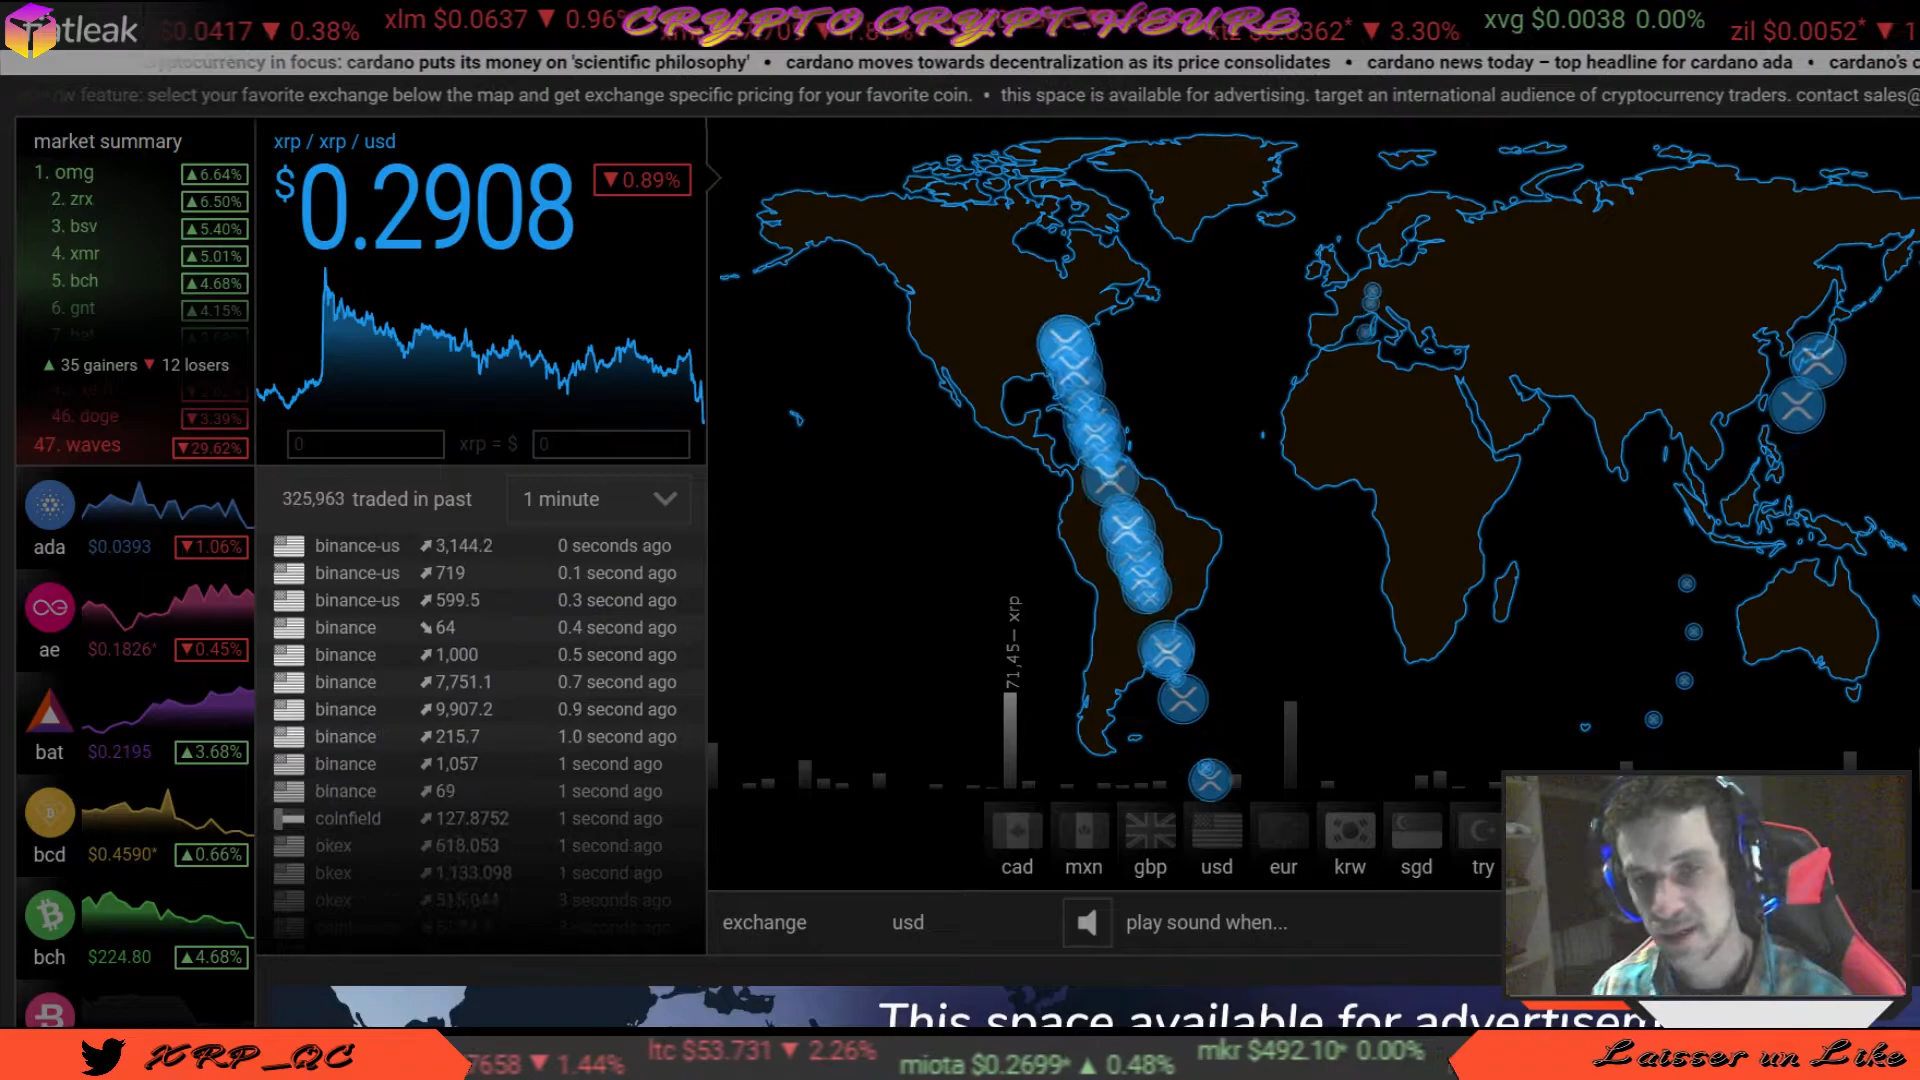 atleak
0.0417 ▼ 0.38%
xlm $0.0637 ▼ 0.96%
CRYPTO CRYPT-HEURE
▼ 3.30%
xvg $0.0038 0.00%
zil $0.0052* ▼ 1
cryptocurrency in focus: cardano puts its money on 'scientific philosophy' • cardano moves towards decentralization as its price consolidates • cardano news today – top headline for cardano ada • cardano's c
feature: select your favorite exchange below the map and get exchange specific pricing for your favorite coin. • this space is available for advertising. target an international audience of cryptocurrency traders. contact sales@
market summary
1. omg ▲6.64%
2. zrx ▲6.50%
3. bsv ▲5.40%
4. xmr ▲5.01%
5. bch ▲4.68%
6. gnt ▲4.15%
7. bat
▲ 35 gainers ▼ 12 losers
46. doge ▼3.39%
47. waves ▼29.62%
xrp / xrp / usd
$0.2908 ▼0.89%
0 xrp = $ 0
325,963 traded in past 1 minute
binance-us 3,144.2 0 seconds ago
binance-us 719 0.1 second ago
binance-us 599.5 0.3 second ago
binance 64 0.4 second ago
binance 1,000 0.5 second ago
binance 7,751.1 0.7 second ago
binance 9,907.2 0.9 second ago
binance 215.7 1.0 second ago
binance 1,057 1 second ago
binance 69 1 second ago
coinfield 127.8752 1 second ago
okex 618.053 1 second ago
bkex 1,133.098 1 second ago
okex 515.044 3 seconds ago
ada $0.0393 ▼1.06%
ae $0.1826* ▼0.45%
bat $0.2195 ▲3.68%
bcd $0.4590* ▲0.66%
bch $224.80 ▲4.68%
71,45— xrp
cad mxn gbp usd eur krw sgd try
exchange usd play sound when...
This space available for advertisem
XRP_QC
7658 ▼ 1.44%
ltc $53.731 ▼ 2.26%
miota $0.2699* ▲ 0.48%
mkr $492.10* 0.00%
Laisser un Like